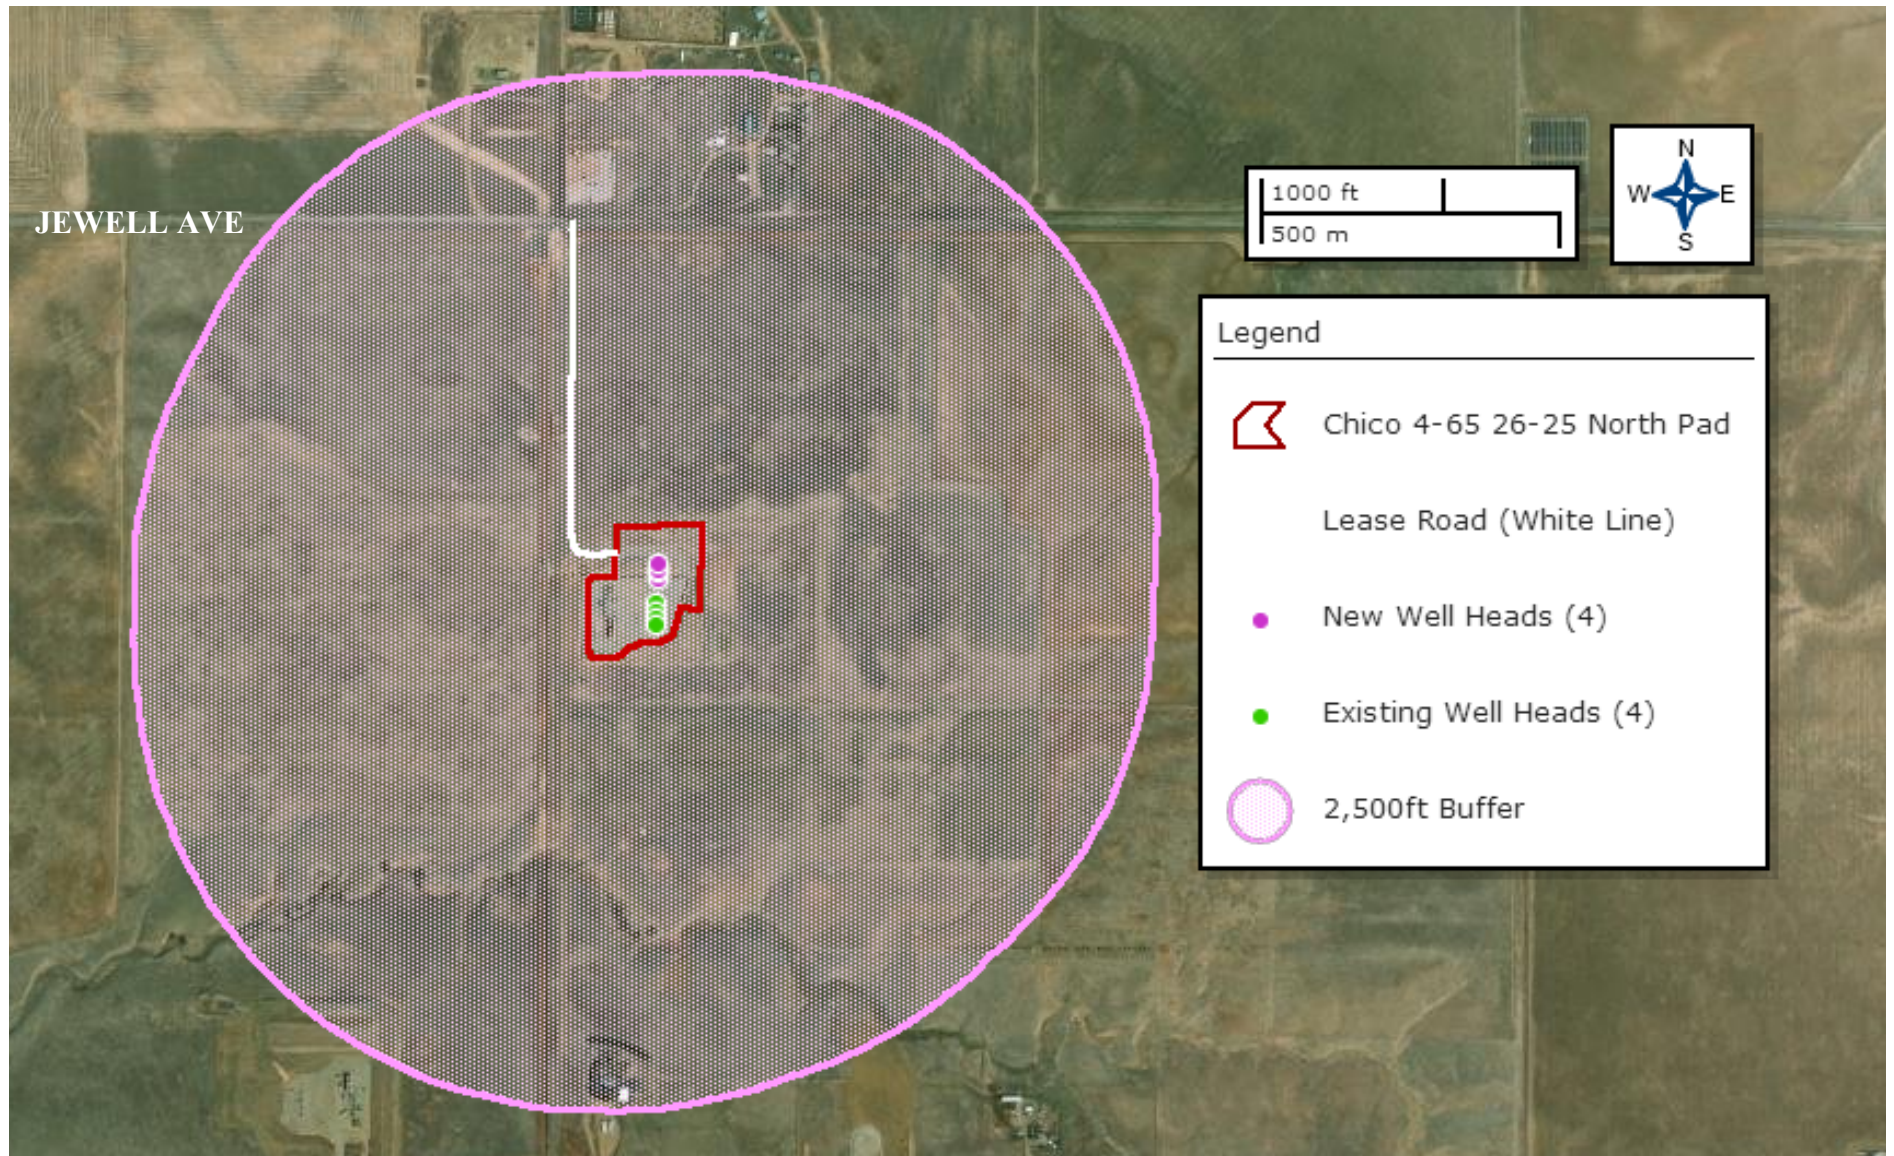 N
W E
S
1000 ft
500 m
JEWELL AVE
Legend
Chico 4-65 26-25 North Pad
Lease Road (White Line)
New Well Heads (4)
Existing Well Heads (4)
2,500ft Buffer